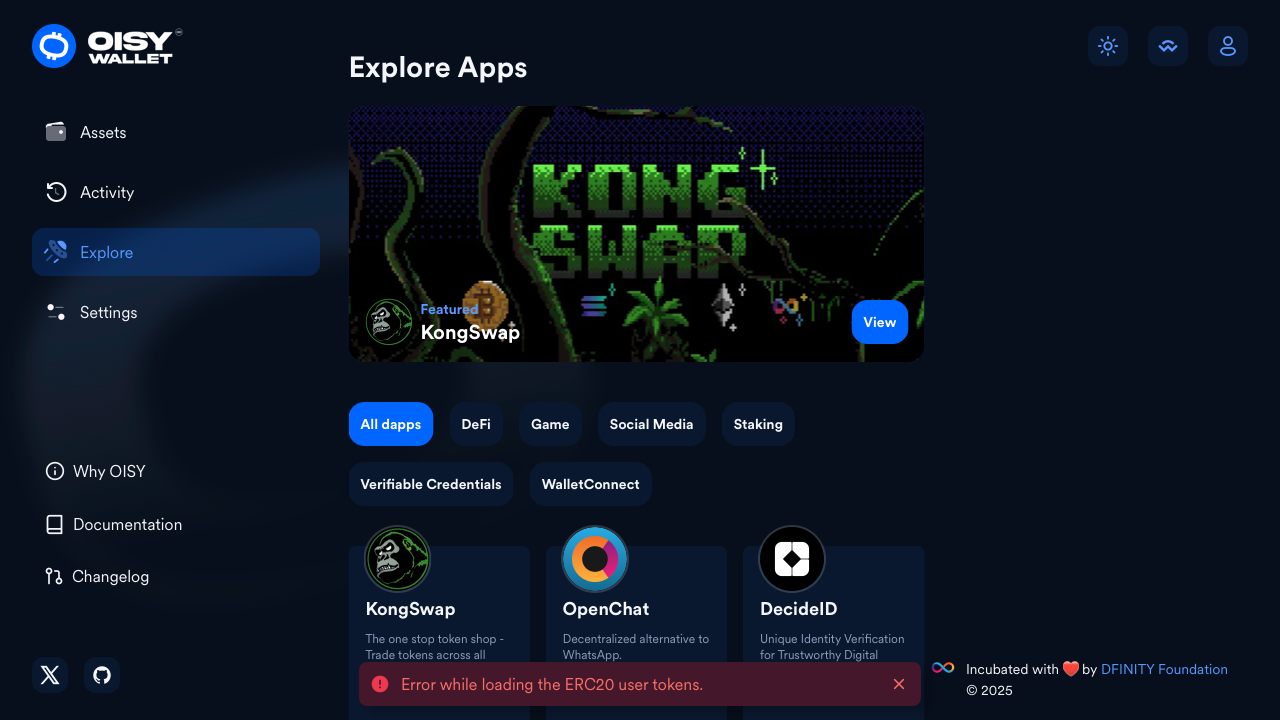 OISY
WALLET
Explore Apps
Assets
Activity
Explore
Settings
KONG
SWAP
Featured
KongSwap
View
All dapps
DeFi
Game
Social Media
Staking
Verifiable Credentials
WalletConnect
Why OISY
Documentation
Changelog
KongSwap
The one stop token shop -
Trade tokens across all
OpenChat
Decentralized alternative to
WhatsApp.
DecideID
Unique Identity Verification
for Trustworthy Digital
Error while loading the ERC20 user tokens.
Incubated with ❤️ by DFINITY Foundation
© 2025